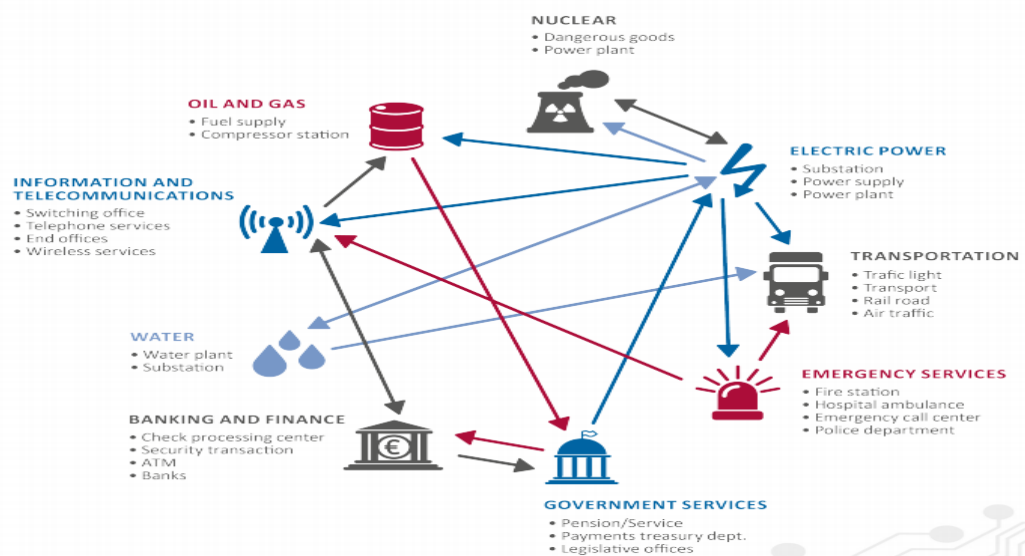 NUCLEAR
• Dangerous goods
• Power plant
OIL AND GAS
• Fuel supply
• Compressor station
ELECTRIC POWER
• Substation
• Power supply
• Power plant
INFORMATION AND
TELECOMMUNICATIONS
• Switching office
• Telephone services
• End offices
• Wireless services
TRANSPORTATION
• Trafic light
• Transport
• Rail road
• Air traffic
WATER
• Water plant
• Substation
EMERGENCY SERVICES
• Fire station
• Hospital ambulance
• Emergency call center
• Police department
BANKING AND FINANCE
• Check processing center
• Security transaction
• ATM
• Banks
€
GOVERNMENT SERVICES
• Pension/Service
• Payments treasury dept.
• Legislative offices